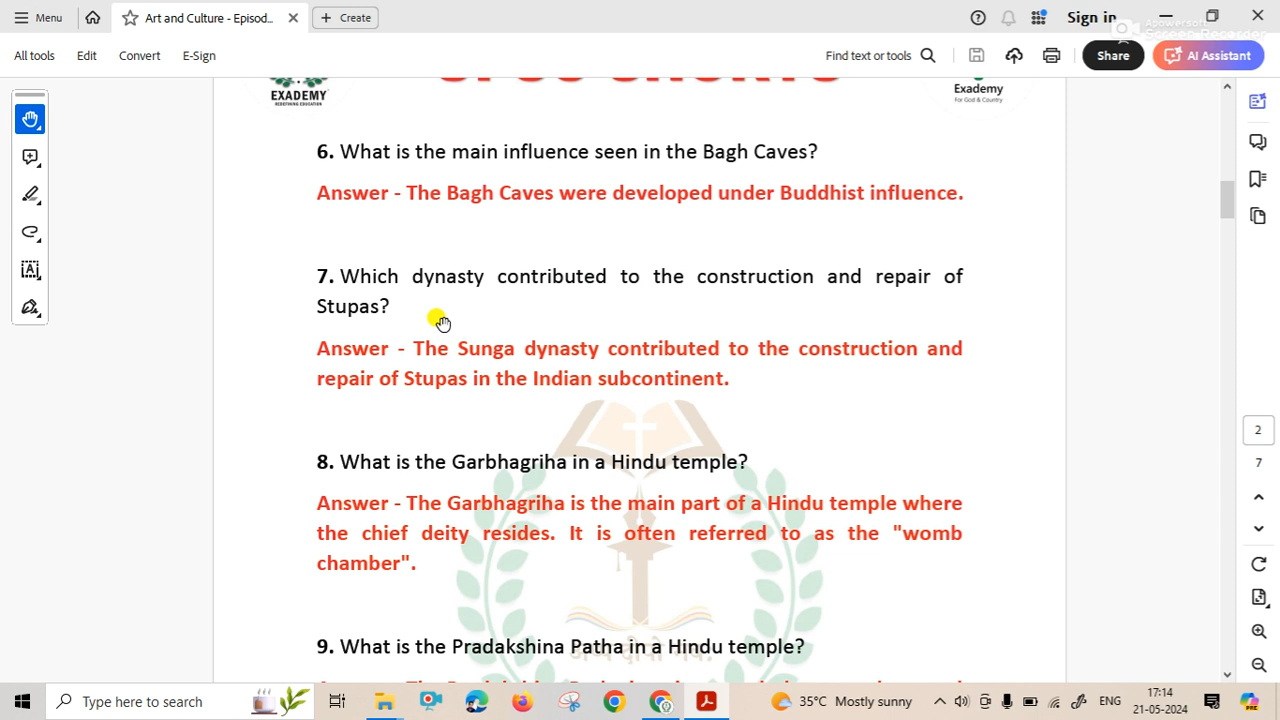 Menu
Art and Culture - Episod...
Create
Sign in
Apowersoft
Screen Recorder
All tools Edit Convert E-Sign
Find text or tools
Share
AI Assistant
EXADEMY
REDEFINING EDUCATION
Exademy
For God & Country
6. What is the main influence seen in the Bagh Caves?
Answer - The Bagh Caves were developed under Buddhist influence.
7. Which dynasty contributed to the construction and repair of
Stupas?
Answer - The Sunga dynasty contributed to the construction and
repair of Stupas in the Indian subcontinent.
8. What is the Garbhagriha in a Hindu temple?
Answer - The Garbhagriha is the main part of a Hindu temple where
the chief deity resides. It is often referred to as the "womb
chamber".
9. What is the Pradakshina Patha in a Hindu temple?
2
7
Type here to search
35°C Mostly sunny
ENG
17:14
21-05-2024